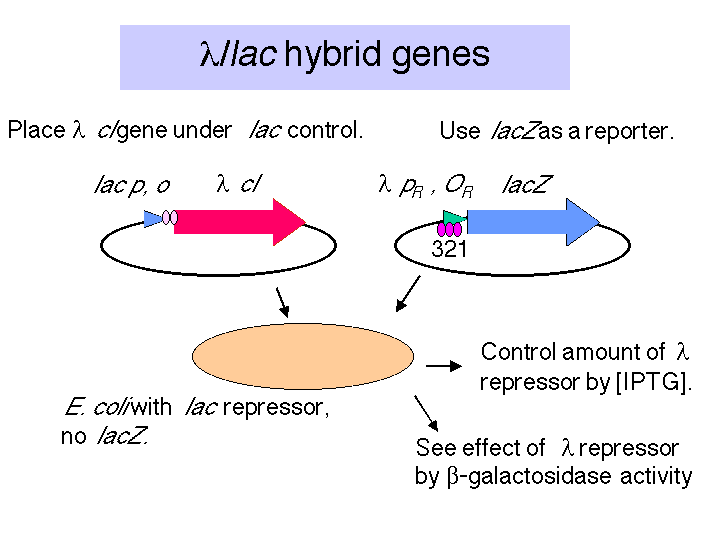 λ/lac hybrid genes
Place λ cI gene under lac control.
Use lacZ as a reporter.
lac p, o
λ cI
λ pR , OR
lacZ
321
Control amount of λ
repressor by [IPTG].
E. coli with lac repressor,
no lacZ.
See effect of λ repressor
by β-galactosidase activity